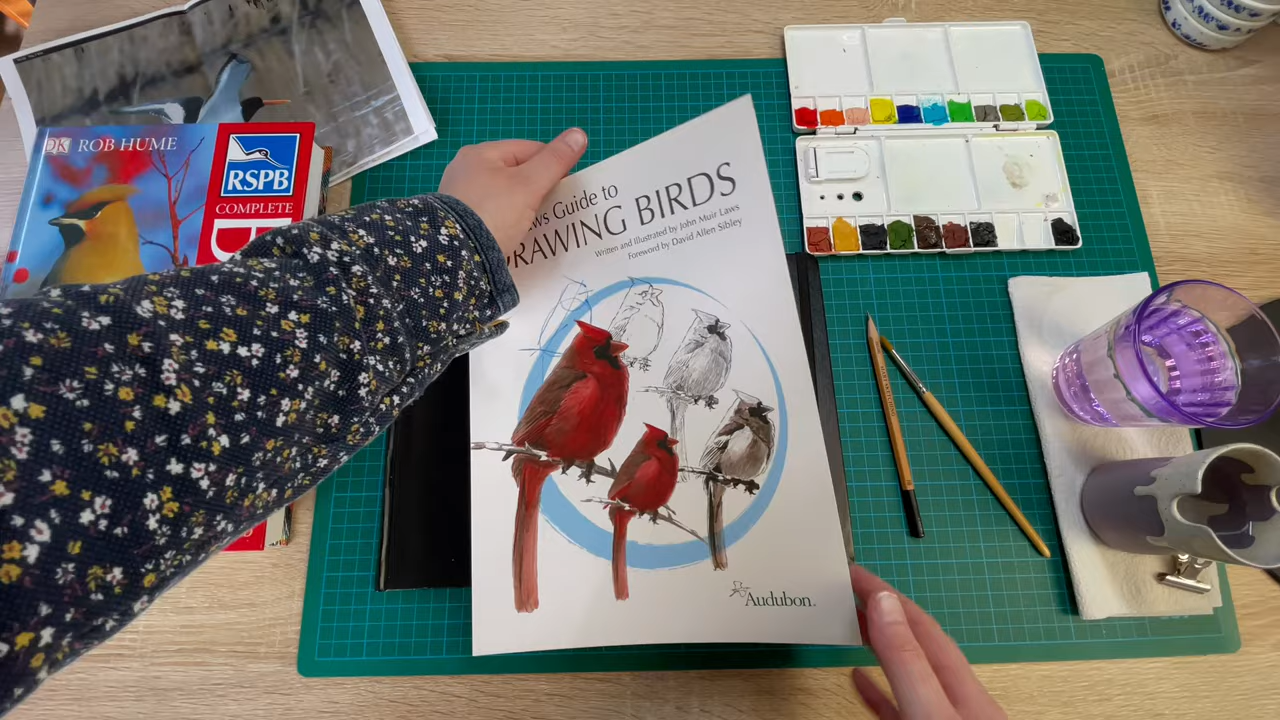 DK ROB HUME
RSPB
COMPLETE
ws Guide to
RAWING BIRDS
Written and Illustrated by John Muir Laws
Foreword by David Allen Sibley
Audubon